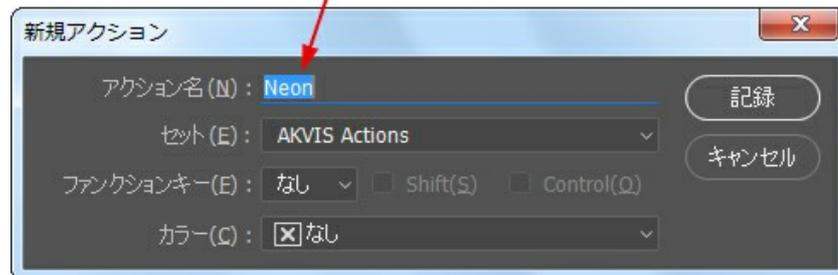 新規アクション
アクション名(N): Neon
記録
セット(E): AKVIS Actions
キャンセル
ファンクションキー(F): なし Shift(S) Control(O)
カラー(C): なし